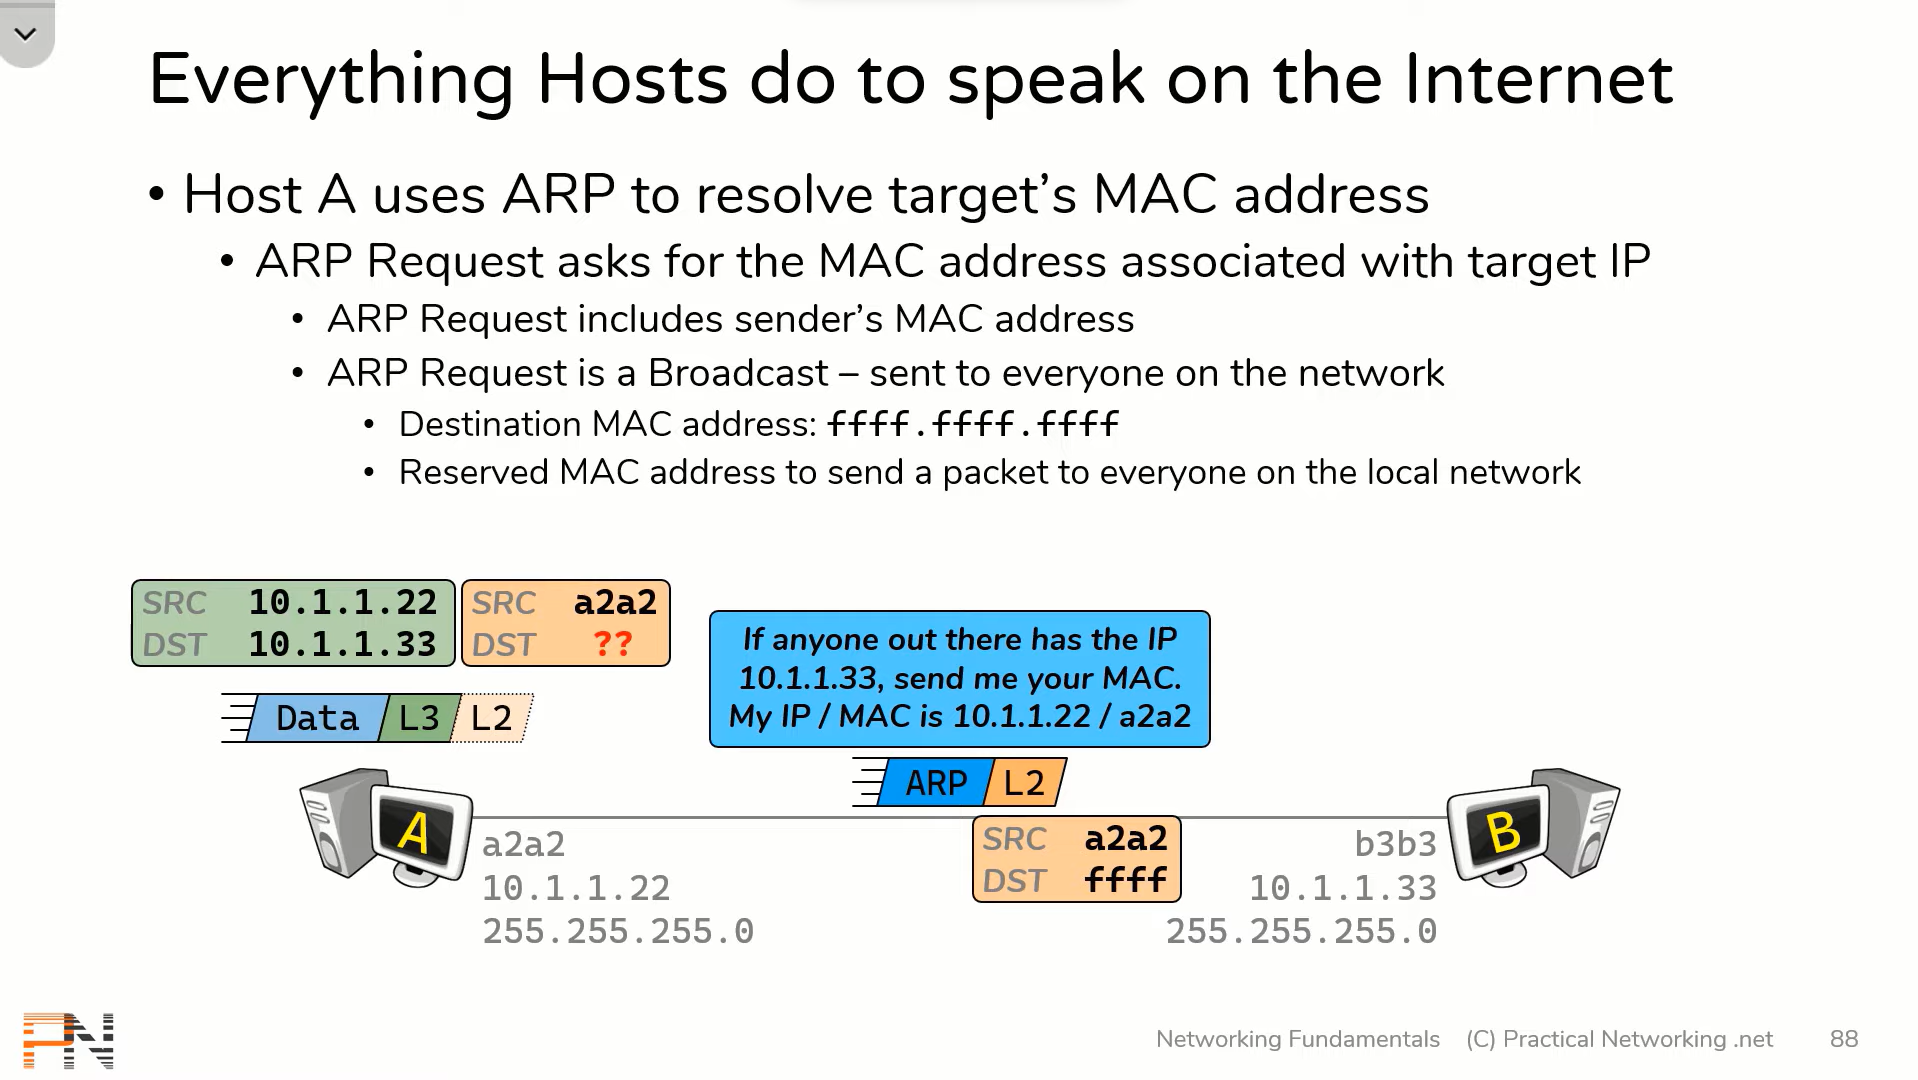 Everything Hosts do to speak on the Internet
• Host A uses ARP to resolve target’s MAC address
• ARP Request asks for the MAC address associated with target IP
• ARP Request includes sender’s MAC address
• ARP Request is a Broadcast – sent to everyone on the network
• Destination MAC address: ffff.ffff.ffff
• Reserved MAC address to send a packet to everyone on the local network
SRC 10.1.1.22
DST 10.1.1.33
SRC a2a2
DST ??
If anyone out there has the IP
10.1.1.33, send me your MAC.
My IP / MAC is 10.1.1.22 / a2a2
Data L3 L2
ARP L2
A
a2a2
10.1.1.22
255.255.255.0
SRC a2a2
DST ffff
B
b3b3
10.1.1.33
255.255.255.0
PN
Networking Fundamentals (C) Practical Networking .net 88